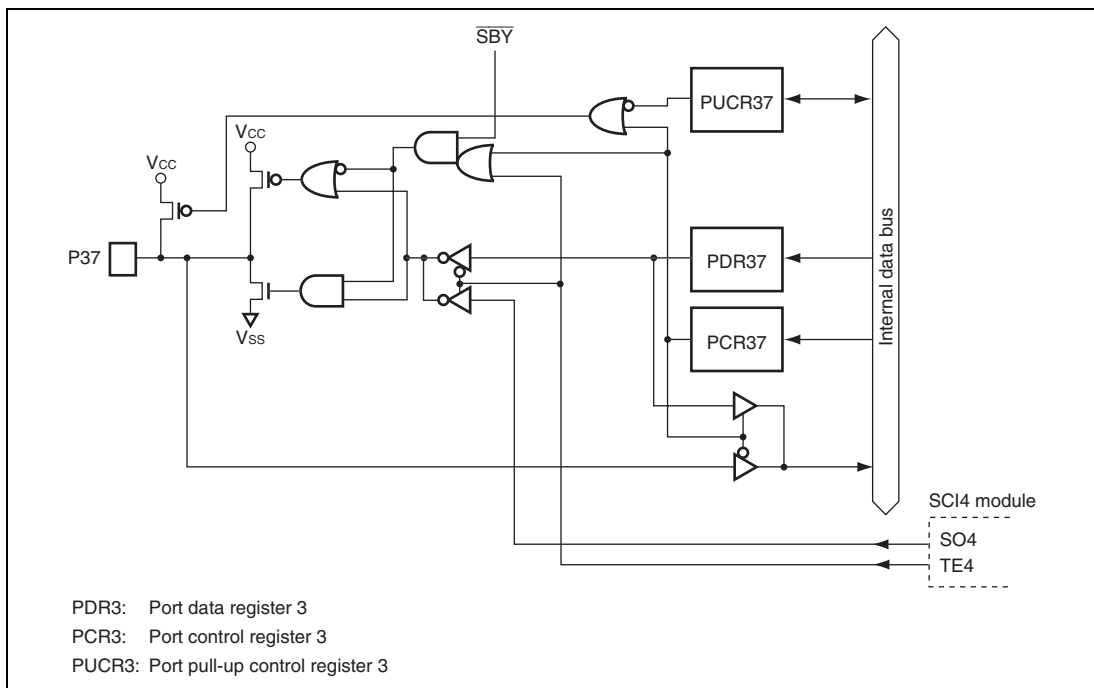 SBY
PUCR37
VCC
VCC
P37
PDR37
VSS
PCR37
Internal data bus
SCI4 module
SO4
TE4
PDR3: Port data register 3
PCR3: Port control register 3
PUCR3: Port pull-up control register 3